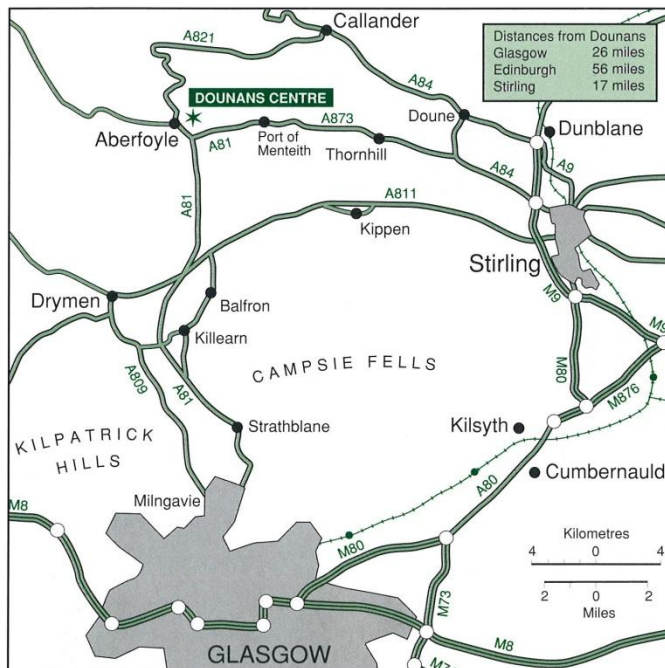 Callander
A821
Distances from Dounans
Glasgow 26 miles
Edinburgh 56 miles
Stirling 17 miles
A84
DOUNANS CENTRE
Doune
Dunblane
Aberfoyle
A81
Port of
Menteith
A873
Thornhill
A9
A84
A81
A811
Kippen
Stirling
Drymen
Balfron
M9
M9
Killearn
CAMPSIE FELLS
M80
A809
A81
M876
KILPATRICK
HILLS
Strathblane
Kilsyth
Cumbernauld
Milngavie
A80
M8
M80
Kilometres
4 0 4
2 0 2
Miles
M73
M8
GLASGOW